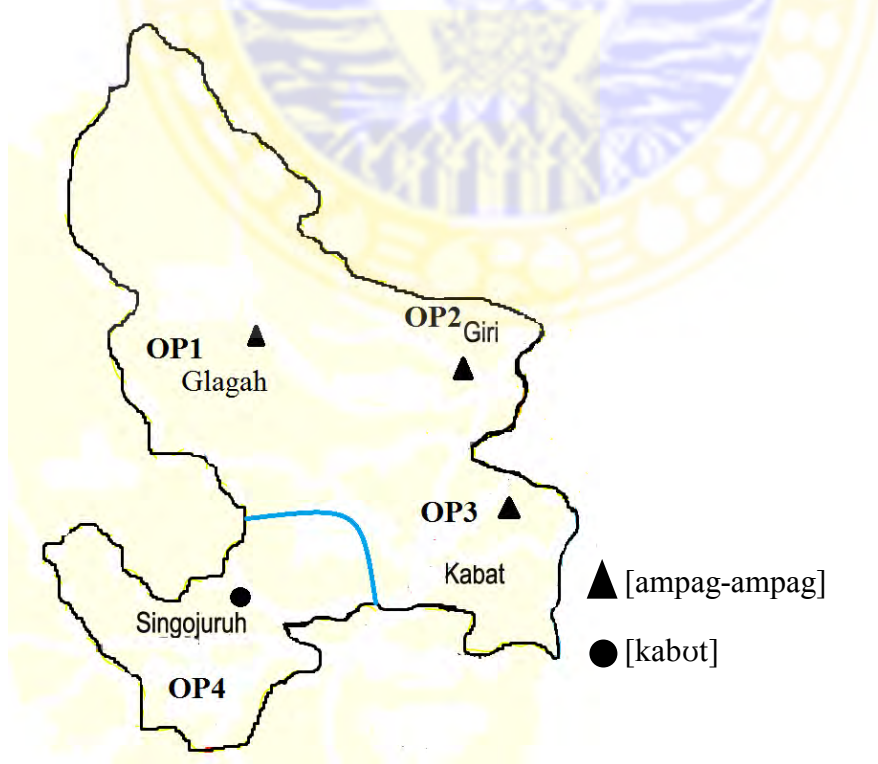 OP2 Giri
OP1
Glagah
OP3
Kabat
[ampag-ampag]
Singojuruh
[kabʊt]
OP4